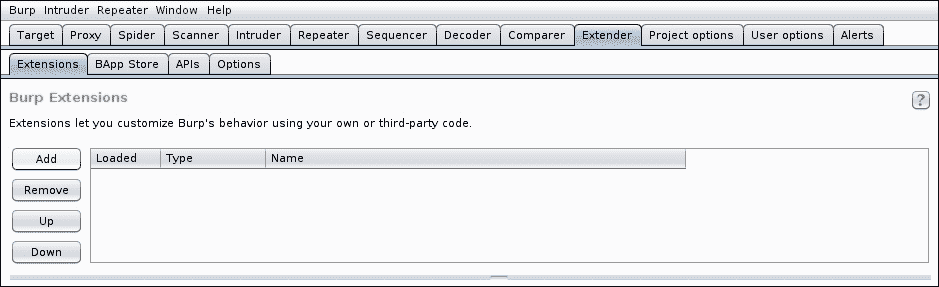 Burp Intruder Repeater Window Help
Target Proxy Spider Scanner Intruder Repeater Sequencer Decoder Comparer Extender Project options User options Alerts
Extensions BApp Store APIs Options
Burp Extensions
?
Extensions let you customize Burp's behavior using your own or third-party code.
Add Loaded Type Name
Remove
Up
Down